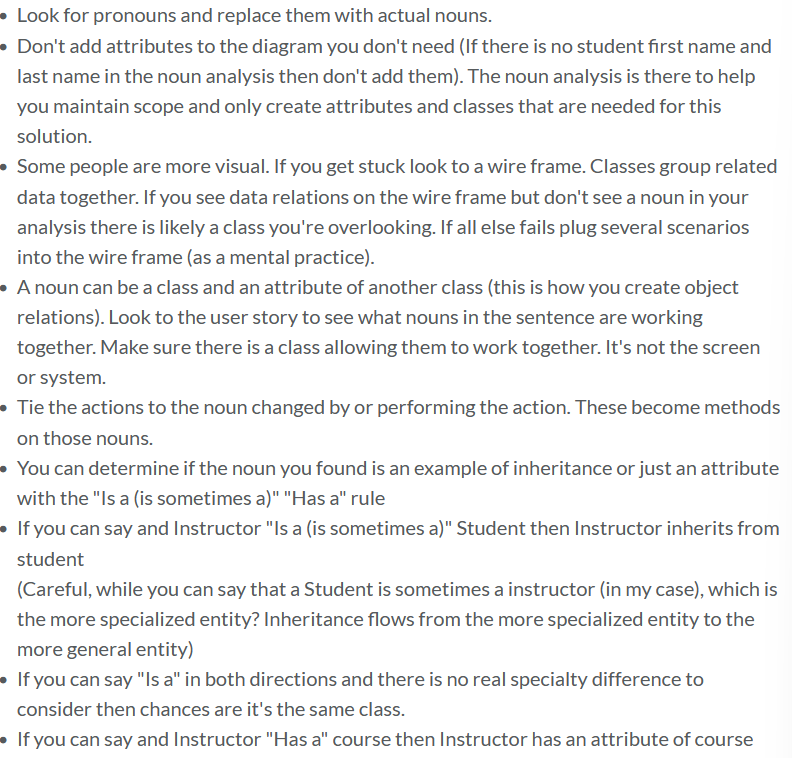 • Look for pronouns and replace them with actual nouns.
• Don't add attributes to the diagram you don't need (If there is no student first name and
last name in the noun analysis then don't add them). The noun analysis is there to help
you maintain scope and only create attributes and classes that are needed for this
solution.
• Some people are more visual. If you get stuck look to a wire frame. Classes group related
data together. If you see data relations on the wire frame but don't see a noun in your
analysis there is likely a class you're overlooking. If all else fails plug several scenarios
into the wire frame (as a mental practice).
• A noun can be a class and an attribute of another class (this is how you create object
relations). Look to the user story to see what nouns in the sentence are working
together. Make sure there is a class allowing them to work together. It's not the screen
or system.
• Tie the actions to the noun changed by or performing the action. These become methods
on those nouns.
• You can determine if the noun you found is an example of inheritance or just an attribute
with the "Is a (is sometimes a)" "Has a" rule
• If you can say and Instructor "Is a (is sometimes a)" Student then Instructor inherits from
student
(Careful, while you can say that a Student is sometimes a instructor (in my case), which is
the more specialized entity? Inheritance flows from the more specialized entity to the
more general entity)
• If you can say "Is a" in both directions and there is no real specialty difference to
consider then chances are it's the same class.
• If you can say and Instructor "Has a" course then Instructor has an attribute of course